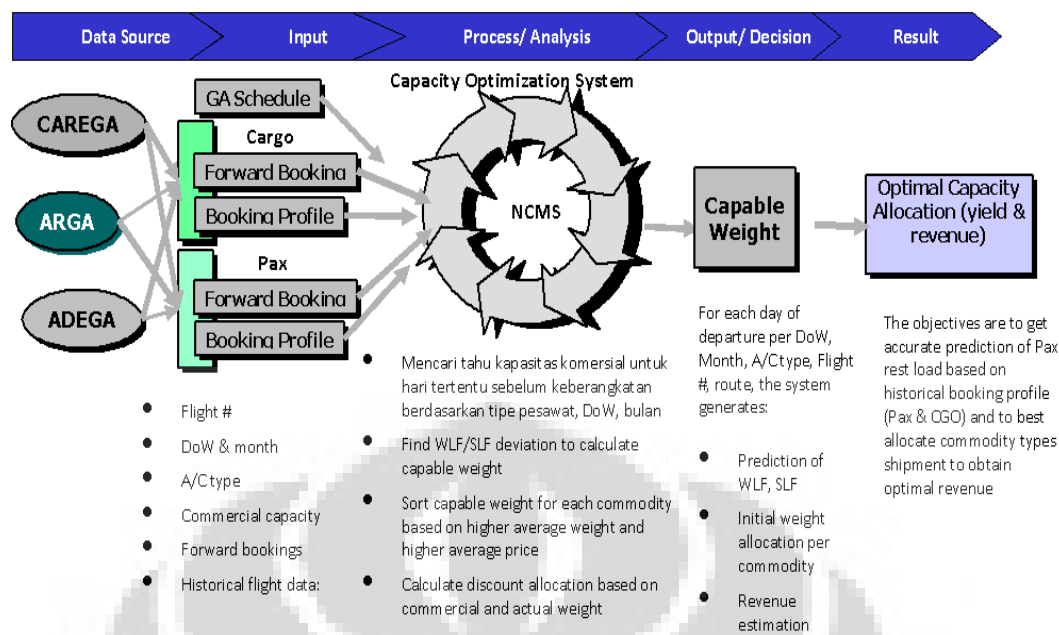 Data Source
Input
Process/ Analysis
Output/ Decision
Result
Capacity Optimization System
CAREGA
ARGA
ADEGA
GA Schedule
Cargo
Forward Booking
Booking Profile
Pax
Forward Booking
Booking Profile
NCMS
Capable
Weight
Optimal Capacity
Allocation (yield &
revenue)
• Flight #
• DoW & month
• A/C type
• Commercial capacity
• Forward bookings
• Historical flight data:
• Mencari tahu kapasitas komersial untuk
hari tertentu sebelum keberangkatan
berdasarkan tipe pesawat, DoW, bulan
• Find WLF/SLF deviation to calculate
capable weight
• Sort capable weight for each commodity
based on higher average weight and
higher average price
• Calculate discount allocation based on
commercial and actual weight
For each day of
departure per DoW,
Month, A/C type, Flight
#, route, the system
generates:
• Prediction of
WLF, SLF
• Initial weight
allocation per
commodity
• Revenue
estimation
The objectives are to get
accurate prediction of Pax
rest load based on
historical booking profile
(Pax & CGO) and to best
allocate commodity types
shipment to obtain
optimal revenue